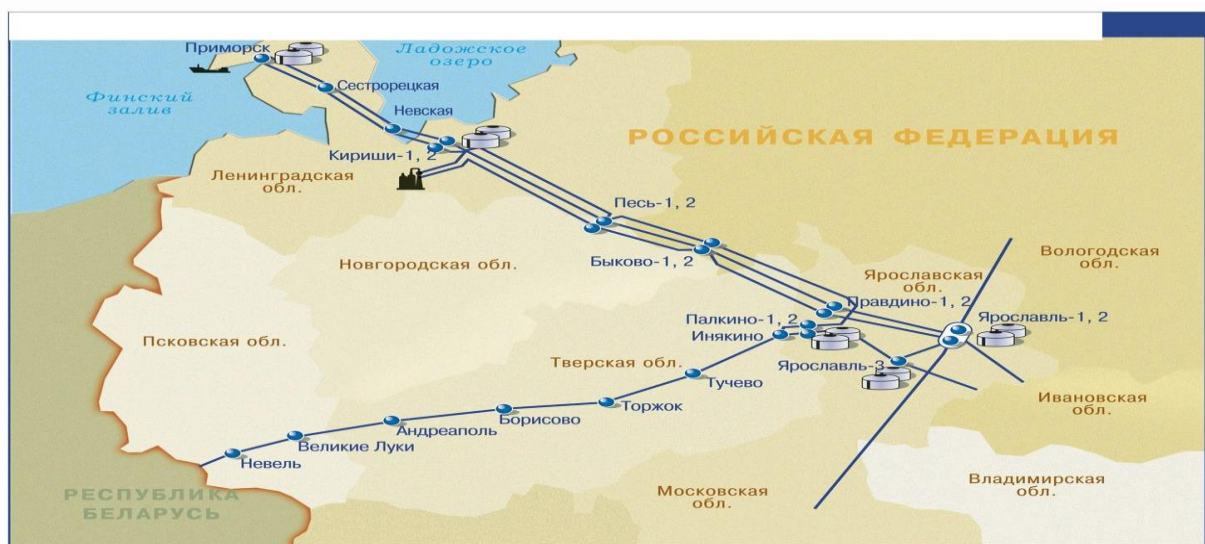 Приморск
Ладожское
озеро
Сестрорецкая
Финский
залив
Невская
РОССИЙСКАЯ ФЕДЕРАЦИЯ
Кириши-1, 2
Ленинградская
обл.
Песь-1, 2
Вологодская
обл.
Быково-1, 2
Новгородская обл.
Ярославская
обл.
Правдино-1, 2
Палкино-1, 2
Ярославль-1, 2
Инякино
Псковская обл.
Тверская обл.
Ярославль-3
Тучево
Ивановская
обл.
Торжок
Борисово
Андреаполь
Великие Луки
Невель
Владимирская
обл.
Московская
обл.
РЕСПУБЛИКА
БЕЛАРУСЬ